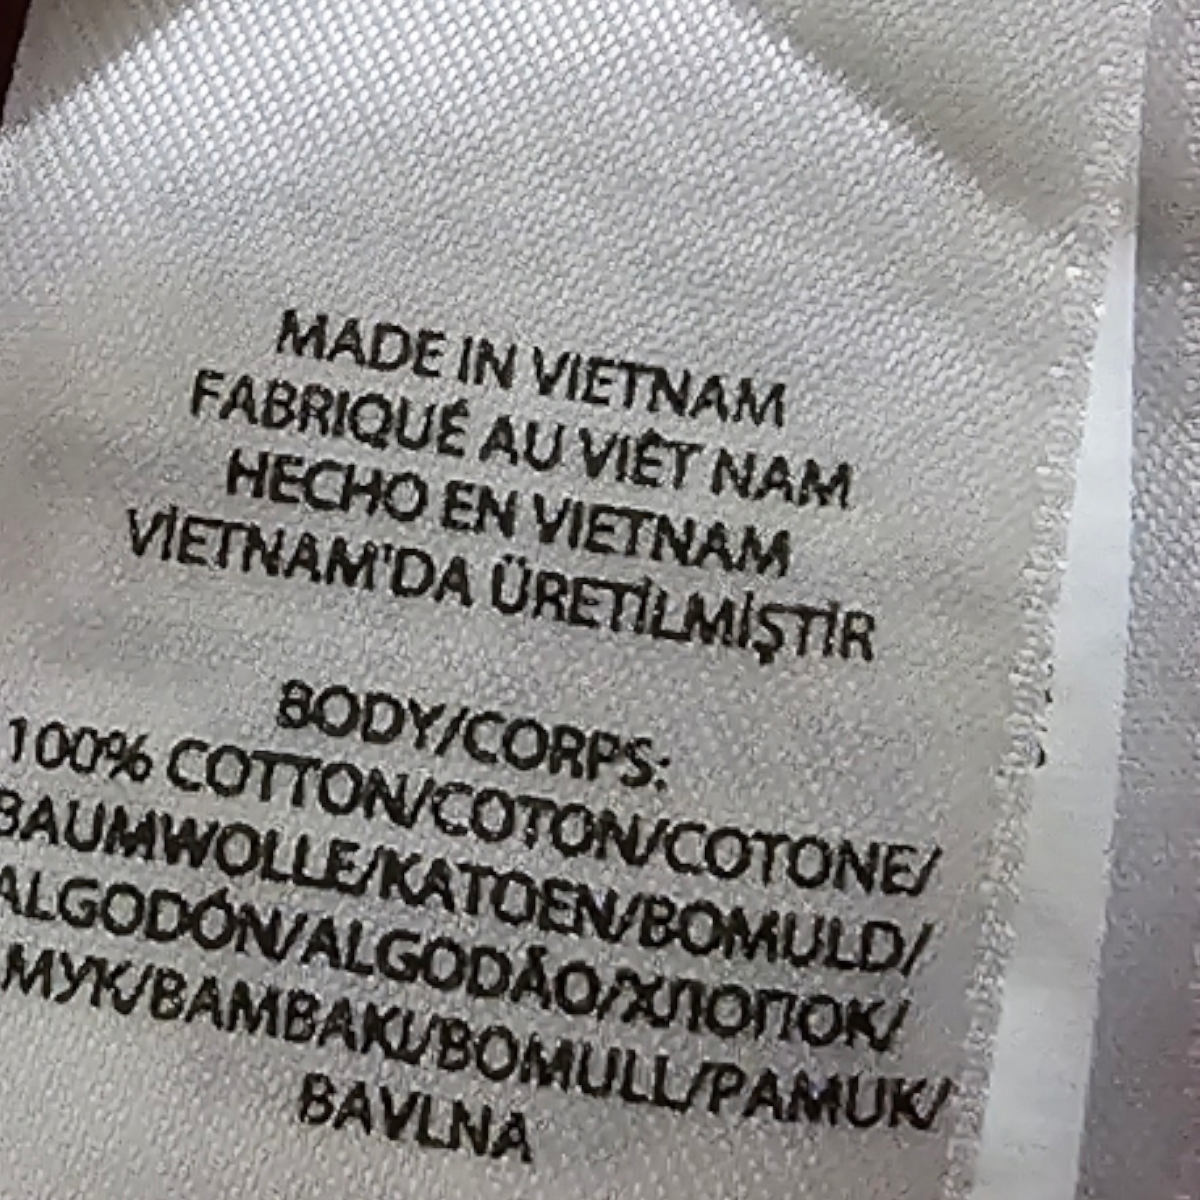 MADE IN VIETNAM
FABRIQUÉ AU VIÊT NAM
HECHO EN VIETNAM
VİETNAM'DA ÜRETİLMİŞTİR
BODY/CORPS:
100% COTTON/COTON/COTONE/
BAUMWOLLE/KATOEN/BOMULD/
ALGODÓN/ALGODÃO/ХЛОПОК/
МУК/BAMBAKI/BOMULL/PAMUK/
BAVLNA